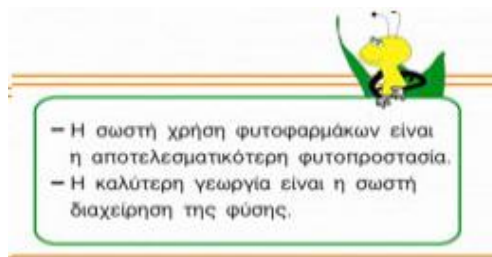 – Η σωστή χρήση φυτοφαρμάκων είναι
η αποτελεσματικότερη φυτοπροστασία.
– Η καλύτερη γεωργία είναι η σωστή
διαχείρηση της φύσης.